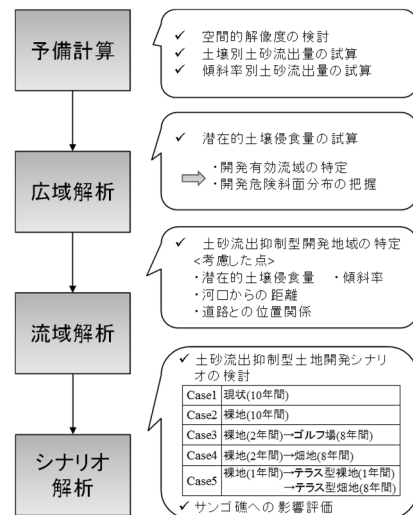 予備計算
✓ 空間的解像度の検討
✓ 土壌別土砂流出量の試算
✓ 傾斜率別土砂流出量の試算
広域解析
✓ 潜在的土壌侵食量の試算
・開発有効流域の特定
・開発危険斜面分布の把握
流域解析
✓ 土砂流出抑制型開発地域の特定
<考慮した点>
・潜在的土壌侵食量 ・傾斜率
・河口からの距離
・道路との位置関係
シナリオ
解析
✓ 土砂流出抑制型土地開発シナリ
オの検討
Case1 現状(10年間)
Case2 裸地(10年間)
Case3 裸地(2年間)→ゴルフ場(8年間)
Case4 裸地(2年間)→畑地(8年間)
Case5 裸地(1年間)→テラス型裸地(1年間)
→テラス型畑地(8年間)
✓ サンゴ礁への影響評価